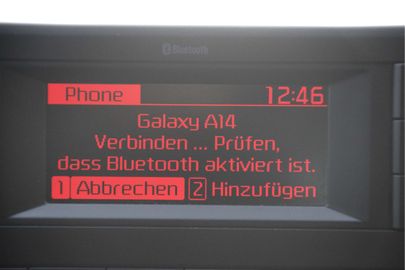 Bluetooth
Phone 12:46
Galaxy A14
Verbinden ... Prüfen,
dass Bluetooth aktiviert ist.
1 Abbrechen 2 Hinzufügen